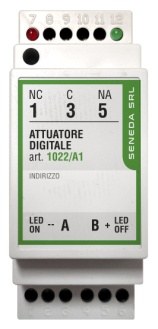 7 8 9 10 11 12
NC C NA
1 3 5
SENEDA SRL
ATTUATORE
DIGITALE
art. 1022/A1
INDIRIZZO
LED ON -- A B + LED OFF